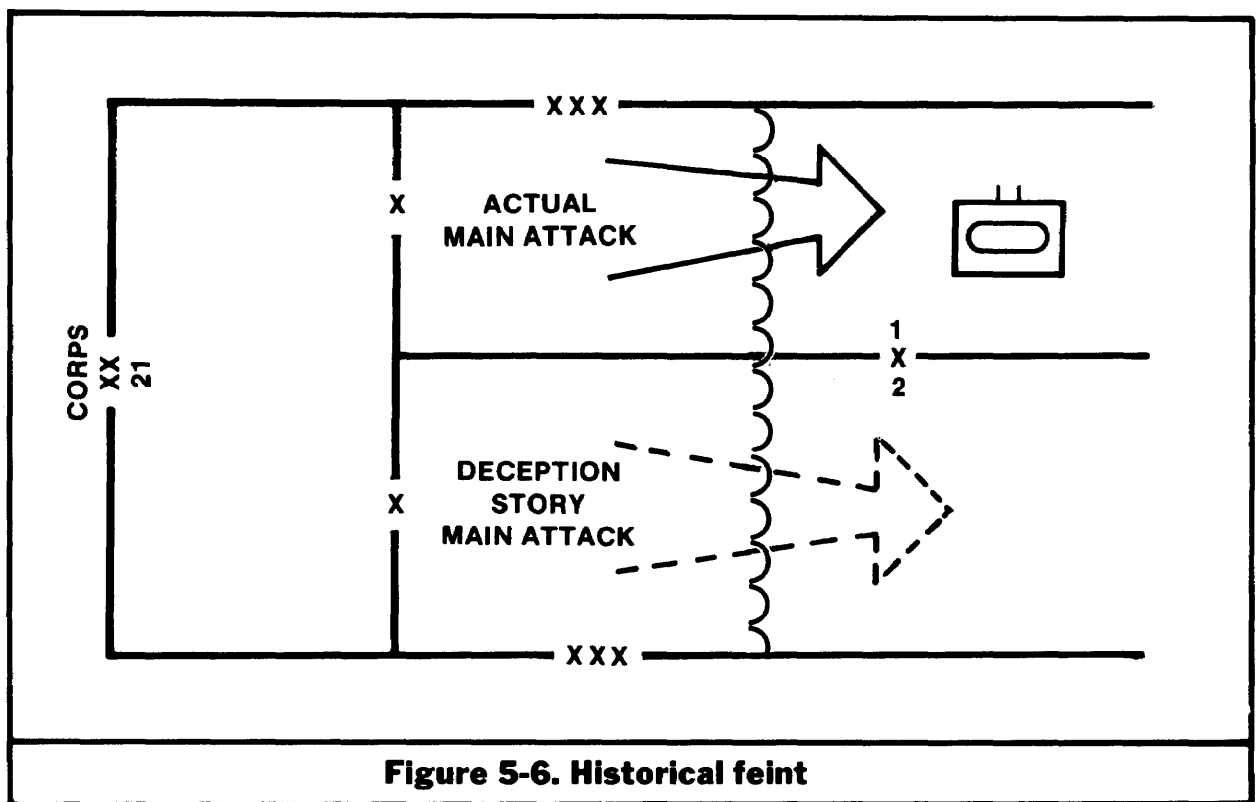 XXX
X
ACTUAL
MAIN ATTACK
1
X
2
CORPS
XX
21
X
DECEPTION
STORY
MAIN ATTACK
XXX
Figure 5-6. Historical feint